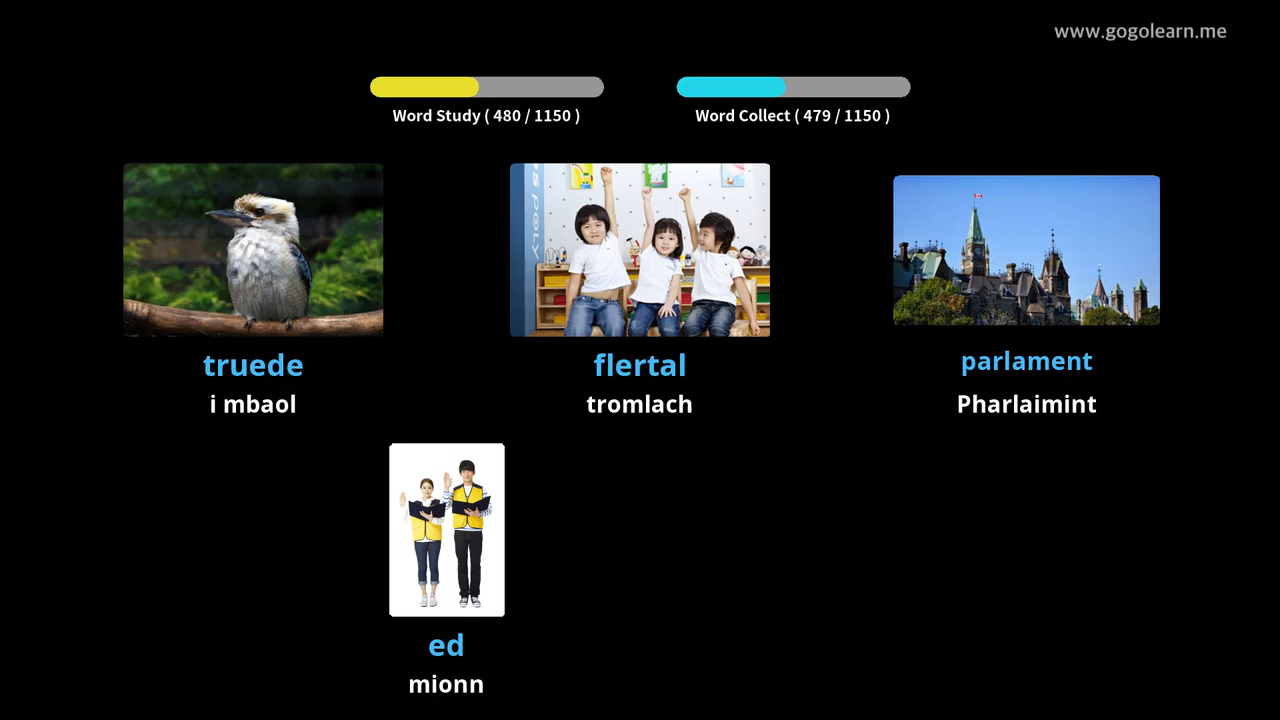 www.gogolearn.me
Word Study ( 480 / 1150 )
Word Collect ( 479 / 1150 )
truede
i mbaol
flertal
tromlach
parlament
Pharlaimint
ed
mionn